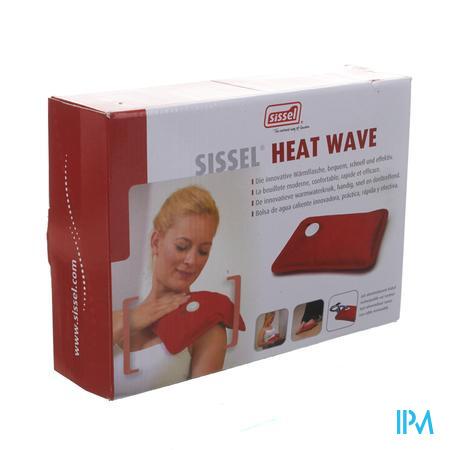 sissel
The natural way of Sweden
SISSEL® HEAT WAVE
Die innovative Wärmflasche, bequem, schnell und effektiv.
La bouillotte moderne, confortable, rapide et efficace.
De innovatieve warmwaterkruik, handig, snel en doeltreffend.
Bolsa de agua caliente innovadora, práctica, rápida y efectiva.
www.sissel.com
IPM